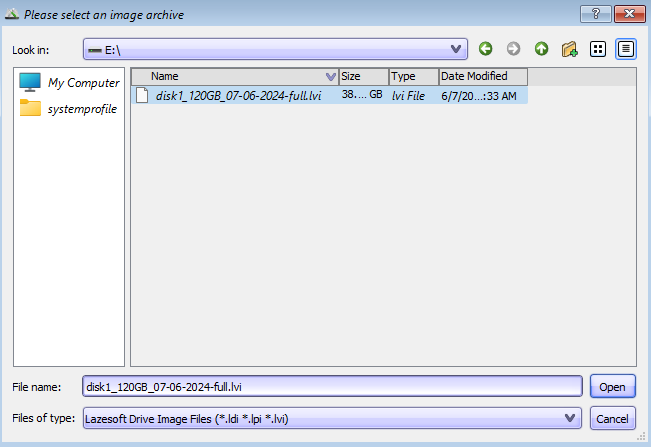 Please select an image archive
Look in: E:\
My Computer
systemprofile
Name Size Type Date Modified
disk1_120GB_07-06-2024-full.lvi 38.... GB lvi File 6/7/20...:33 AM
File name: disk1_120GB_07-06-2024-full.lvi Open
Files of type: Lazesoft Drive Image Files (*.ldi *.lpi *.lvi) Cancel